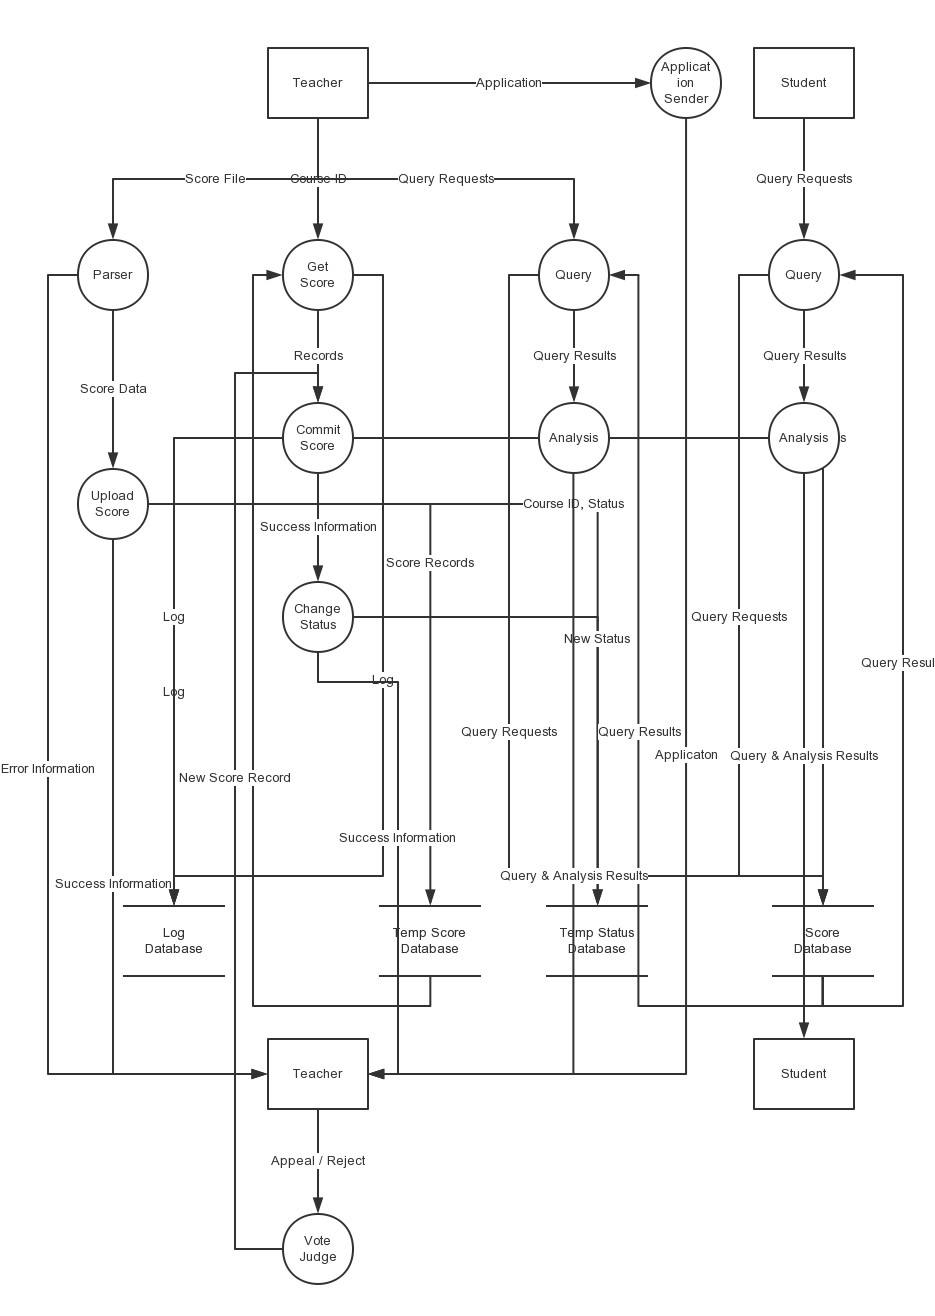 Teacher
Application
Applicat
ion
Sender
Student
Score File
Course ID
Query Requests
Query Requests
Parser
Get
Score
Query
Query
Records
Query Results
Query Results
Score Data
Commit
Score
Analysis
Analysis
s
Upload
Score
Course ID, Status
Success Information
Score Records
Change
Status
Log
New Status
Query Requests
Query Resul
Log
Log
Query Requests
Query Results
Applicaton
Query & Analysis Results
Error Information
New Score Record
Success Information
Query & Analysis Results
Success Information
Log
Database
Temp Score
Database
Temp Status
Database
Score
Database
Teacher
Student
Appeal / Reject
Vote
Judge